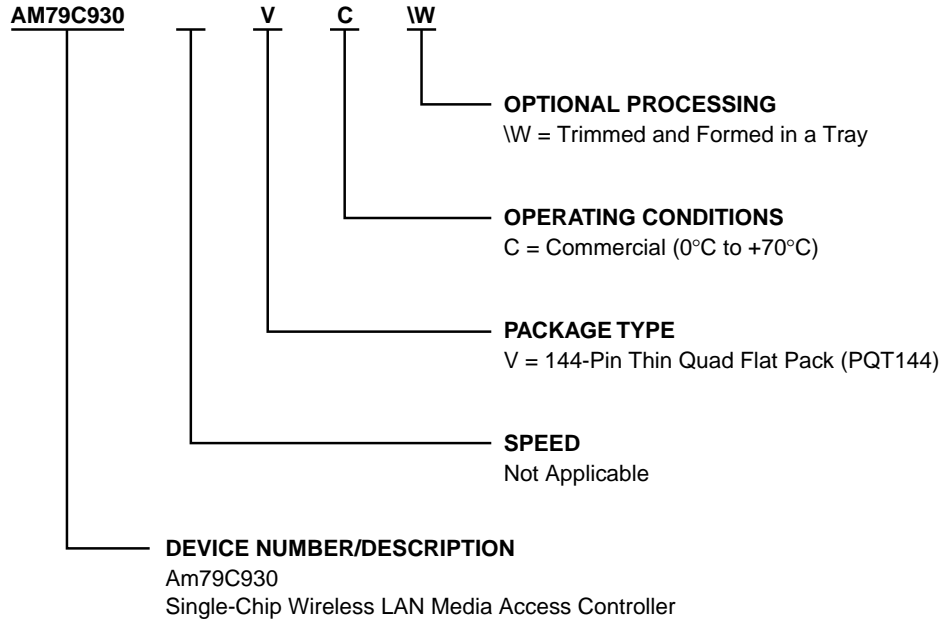 AM79C930 V C \W
OPTIONAL PROCESSING
\W = Trimmed and Formed in a Tray
OPERATING CONDITIONS
C = Commercial (0°C to +70°C)
PACKAGE TYPE
V = 144-Pin Thin Quad Flat Pack (PQT144)
SPEED
Not Applicable
DEVICE NUMBER/DESCRIPTION
Am79C930
Single-Chip Wireless LAN Media Access Controller